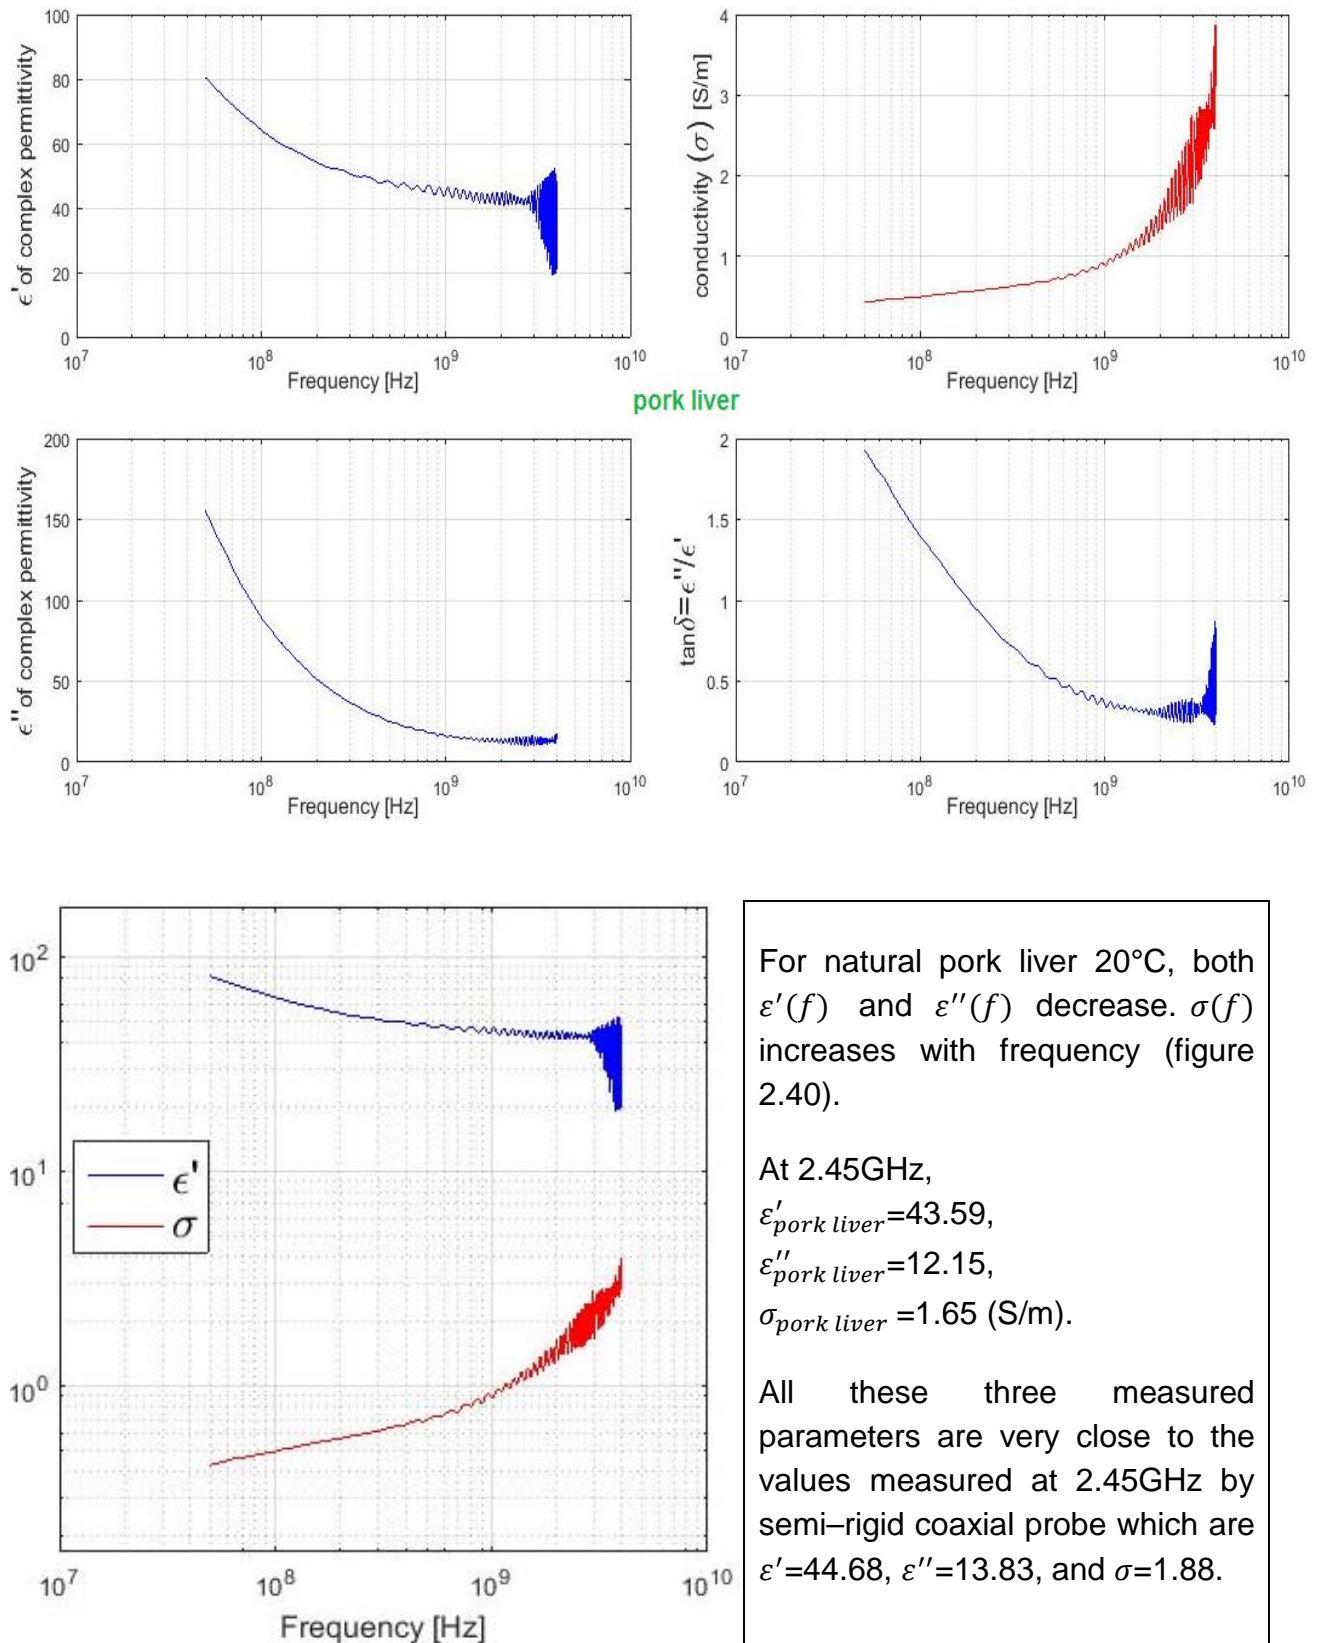 100
80
60
40
20
0
10^7
10^8
10^9
10^10
Frequency [Hz]
ϵ' of complex permittivity
4
3
2
1
0
10^7
10^8
10^9
10^10
Frequency [Hz]
conductivity (σ) [S/m]
pork liver
200
150
100
50
0
10^7
10^8
10^9
10^10
Frequency [Hz]
ϵ'' of complex permittivity
2
1.5
1
0.5
0
10^7
10^8
10^9
10^10
Frequency [Hz]
tanδ=ϵ''/ϵ'
10^2
10^1
10^0
10^7
10^8
10^9
10^10
Frequency [Hz]
ϵ'
σ
For natural pork liver 20°C, both
ε′(f) and ε′′(f) decrease. σ(f)
increases with frequency (figure
2.40).
At 2.45GHz,
ε′pork liver=43.59,
ε′′pork liver=12.15,
σpork liver =1.65 (S/m).
All these three measured
parameters are very close to the
values measured at 2.45GHz by
semi–rigid coaxial probe which are
ε′=44.68, ε′′=13.83, and σ=1.88.